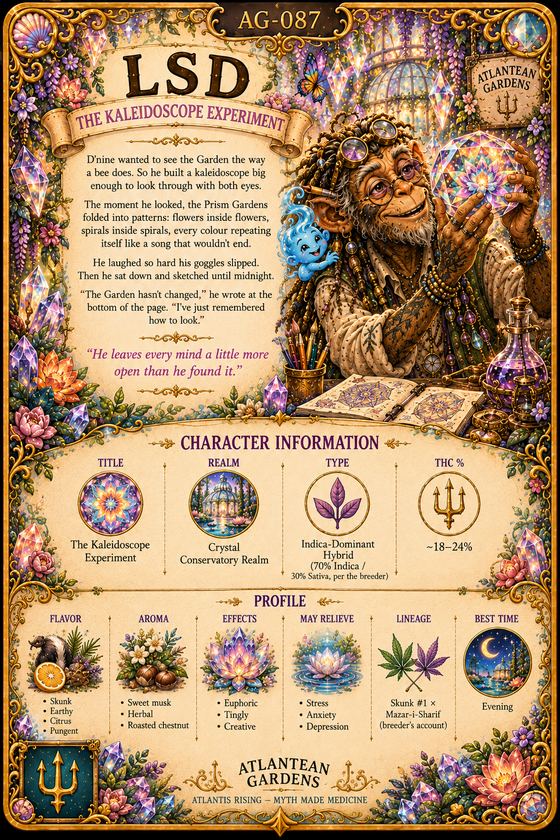 AG-087
LSD
THE KALEIDOSCOPE EXPERIMENT
ATLANTEAN
GARDENS
D'nine wanted to see the Garden the way
a bee does. So he built a kaleidoscope big
enough to look through with both eyes.
The moment he looked, the Prism Gardens
folded into patterns: flowers inside flowers,
spirals inside spirals, every colour repeating
itself like a song that wouldn't end.
He laughed so hard his goggles slipped.
Then he sat down and sketched until midnight.
“The Garden hasn't changed,” he wrote at the
bottom of the page. “I've just remembered
how to look.”
“He leaves every mind a little more
open than he found it.”
CHARACTER INFORMATION
TITLE
The Kaleidoscope
Experiment
REALM
Crystal
Conservatory Realm
TYPE
Indica-Dominant
Hybrid
(70% Indica /
30% Sativa, per the breeder)
THC %
~18–24%
PROFILE
FLAVOR
• Skunk
• Earthy
• Citrus
• Pungent
AROMA
• Sweet musk
• Herbal
• Roasted chestnut
EFFECTS
• Euphoric
• Tingly
• Creative
MAY RELIEVE
• Stress
• Anxiety
• Depression
LINEAGE
Skunk #1 ×
Mazar-i-Sharif
(breeder's account)
BEST TIME
Evening
ATLANTEAN
GARDENS
ATLANTIS RISING – MYTH MADE MEDICINE